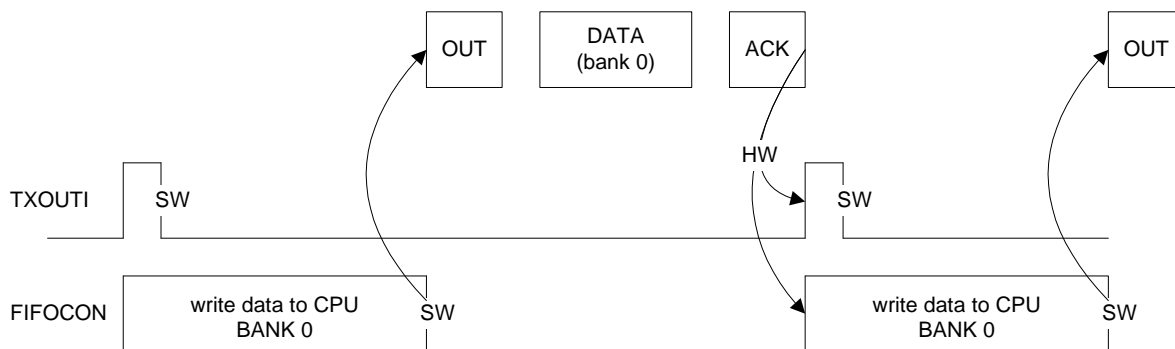 OUT
DATA
(bank 0)
ACK
OUT
HW
TXOUTI
SW
SW
FIFOCON
write data to CPU
BANK 0
SW
write data to CPU
BANK 0
SW